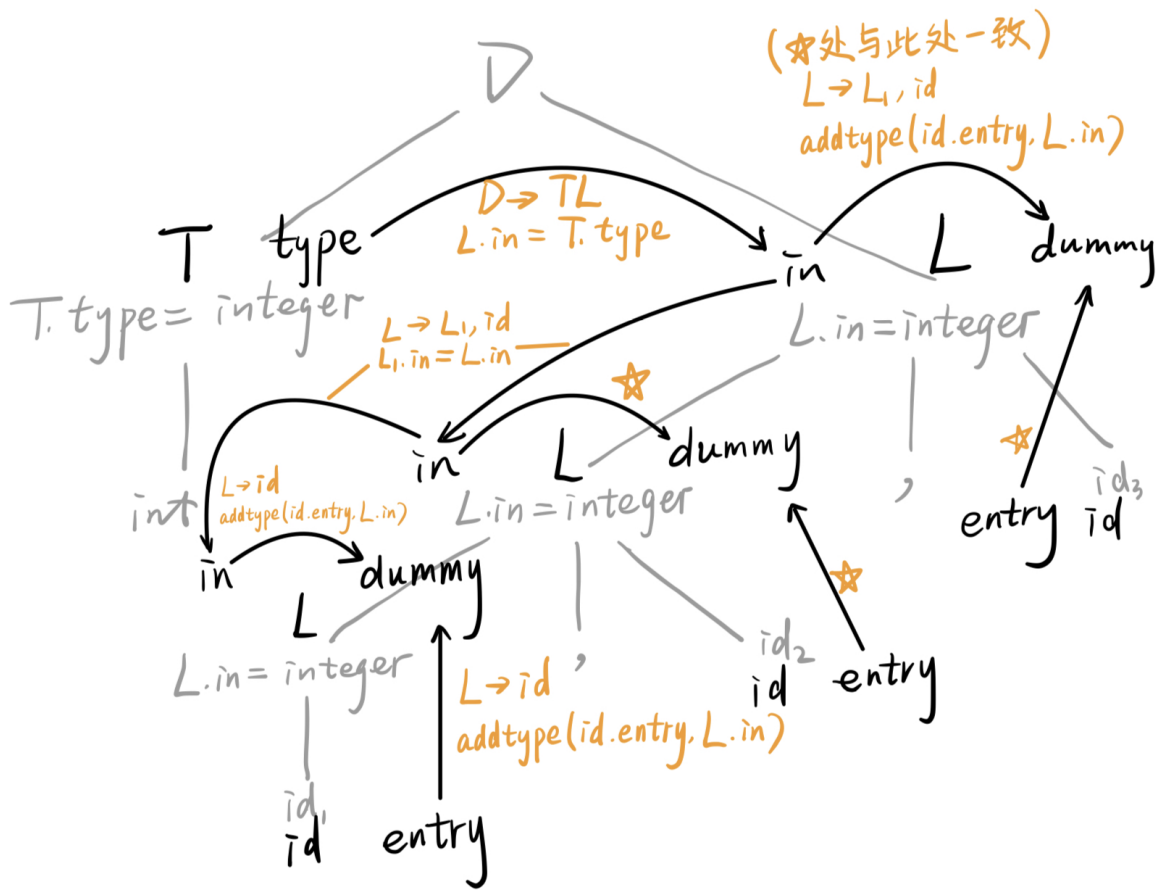 D
(☆处与此处一致)
L→L₁,id
addtype(id.entry,L.in)
D→TL
L.in=T.type
T type
in L dummy
T.type=integer
L.in=integer
L→L₁,id
L₁.in=L.in
☆
in L dummy
☆
int
L→id
addtype(id.entry,L.in)
L.in=integer
,
id₃
entry id
in dummy
☆
L
L.in=integer
,
id₂
id entry
L→id
addtype(id.entry,L.in)
id₁
id entry